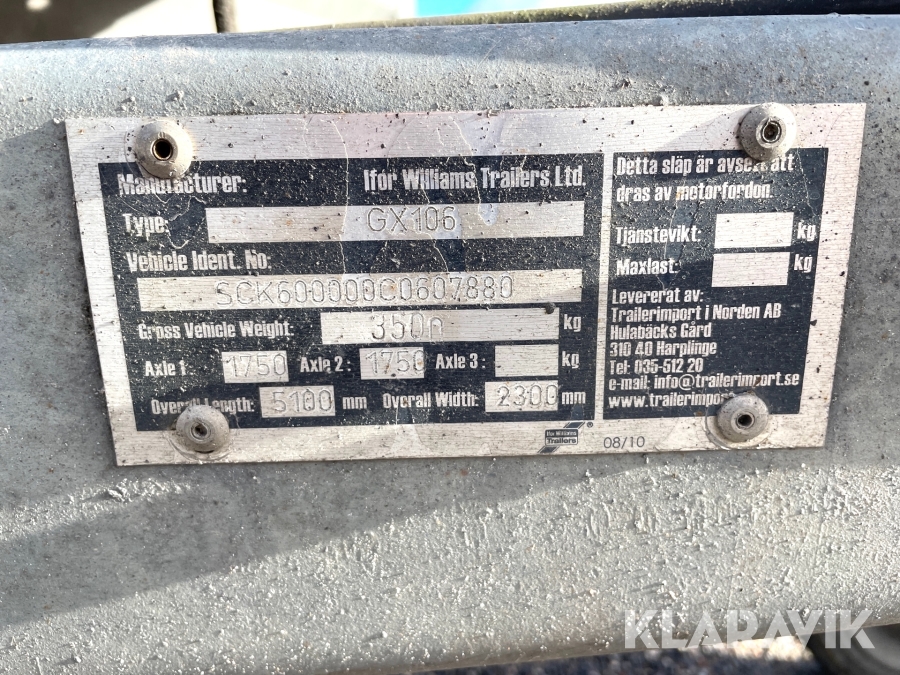 Manufacturer: Ifor Williams Trailers Ltd.
Type: GX106
Vehicle Ident. No:
SCK600000C0607880
Gross Vehicle Weight: 3500 kg
Axle 1: 1750 Axle 2: 1750 Axle 3: kg
Overall Length: 5100 mm Overall Width: 2300 mm
Ifor Williams
Trailers
®
08/10
Detta släp är avsett att
dras av motorfordon
Tjänstevikt: kg
Maxlast: kg
Levererat av:
Trailerimport i Norden AB
Hulabäcks Gård
310 40 Harplinge
Tel: 035-512 20
e-mail: info@trailerimport.se
www.trailerimport
KLARAVIK